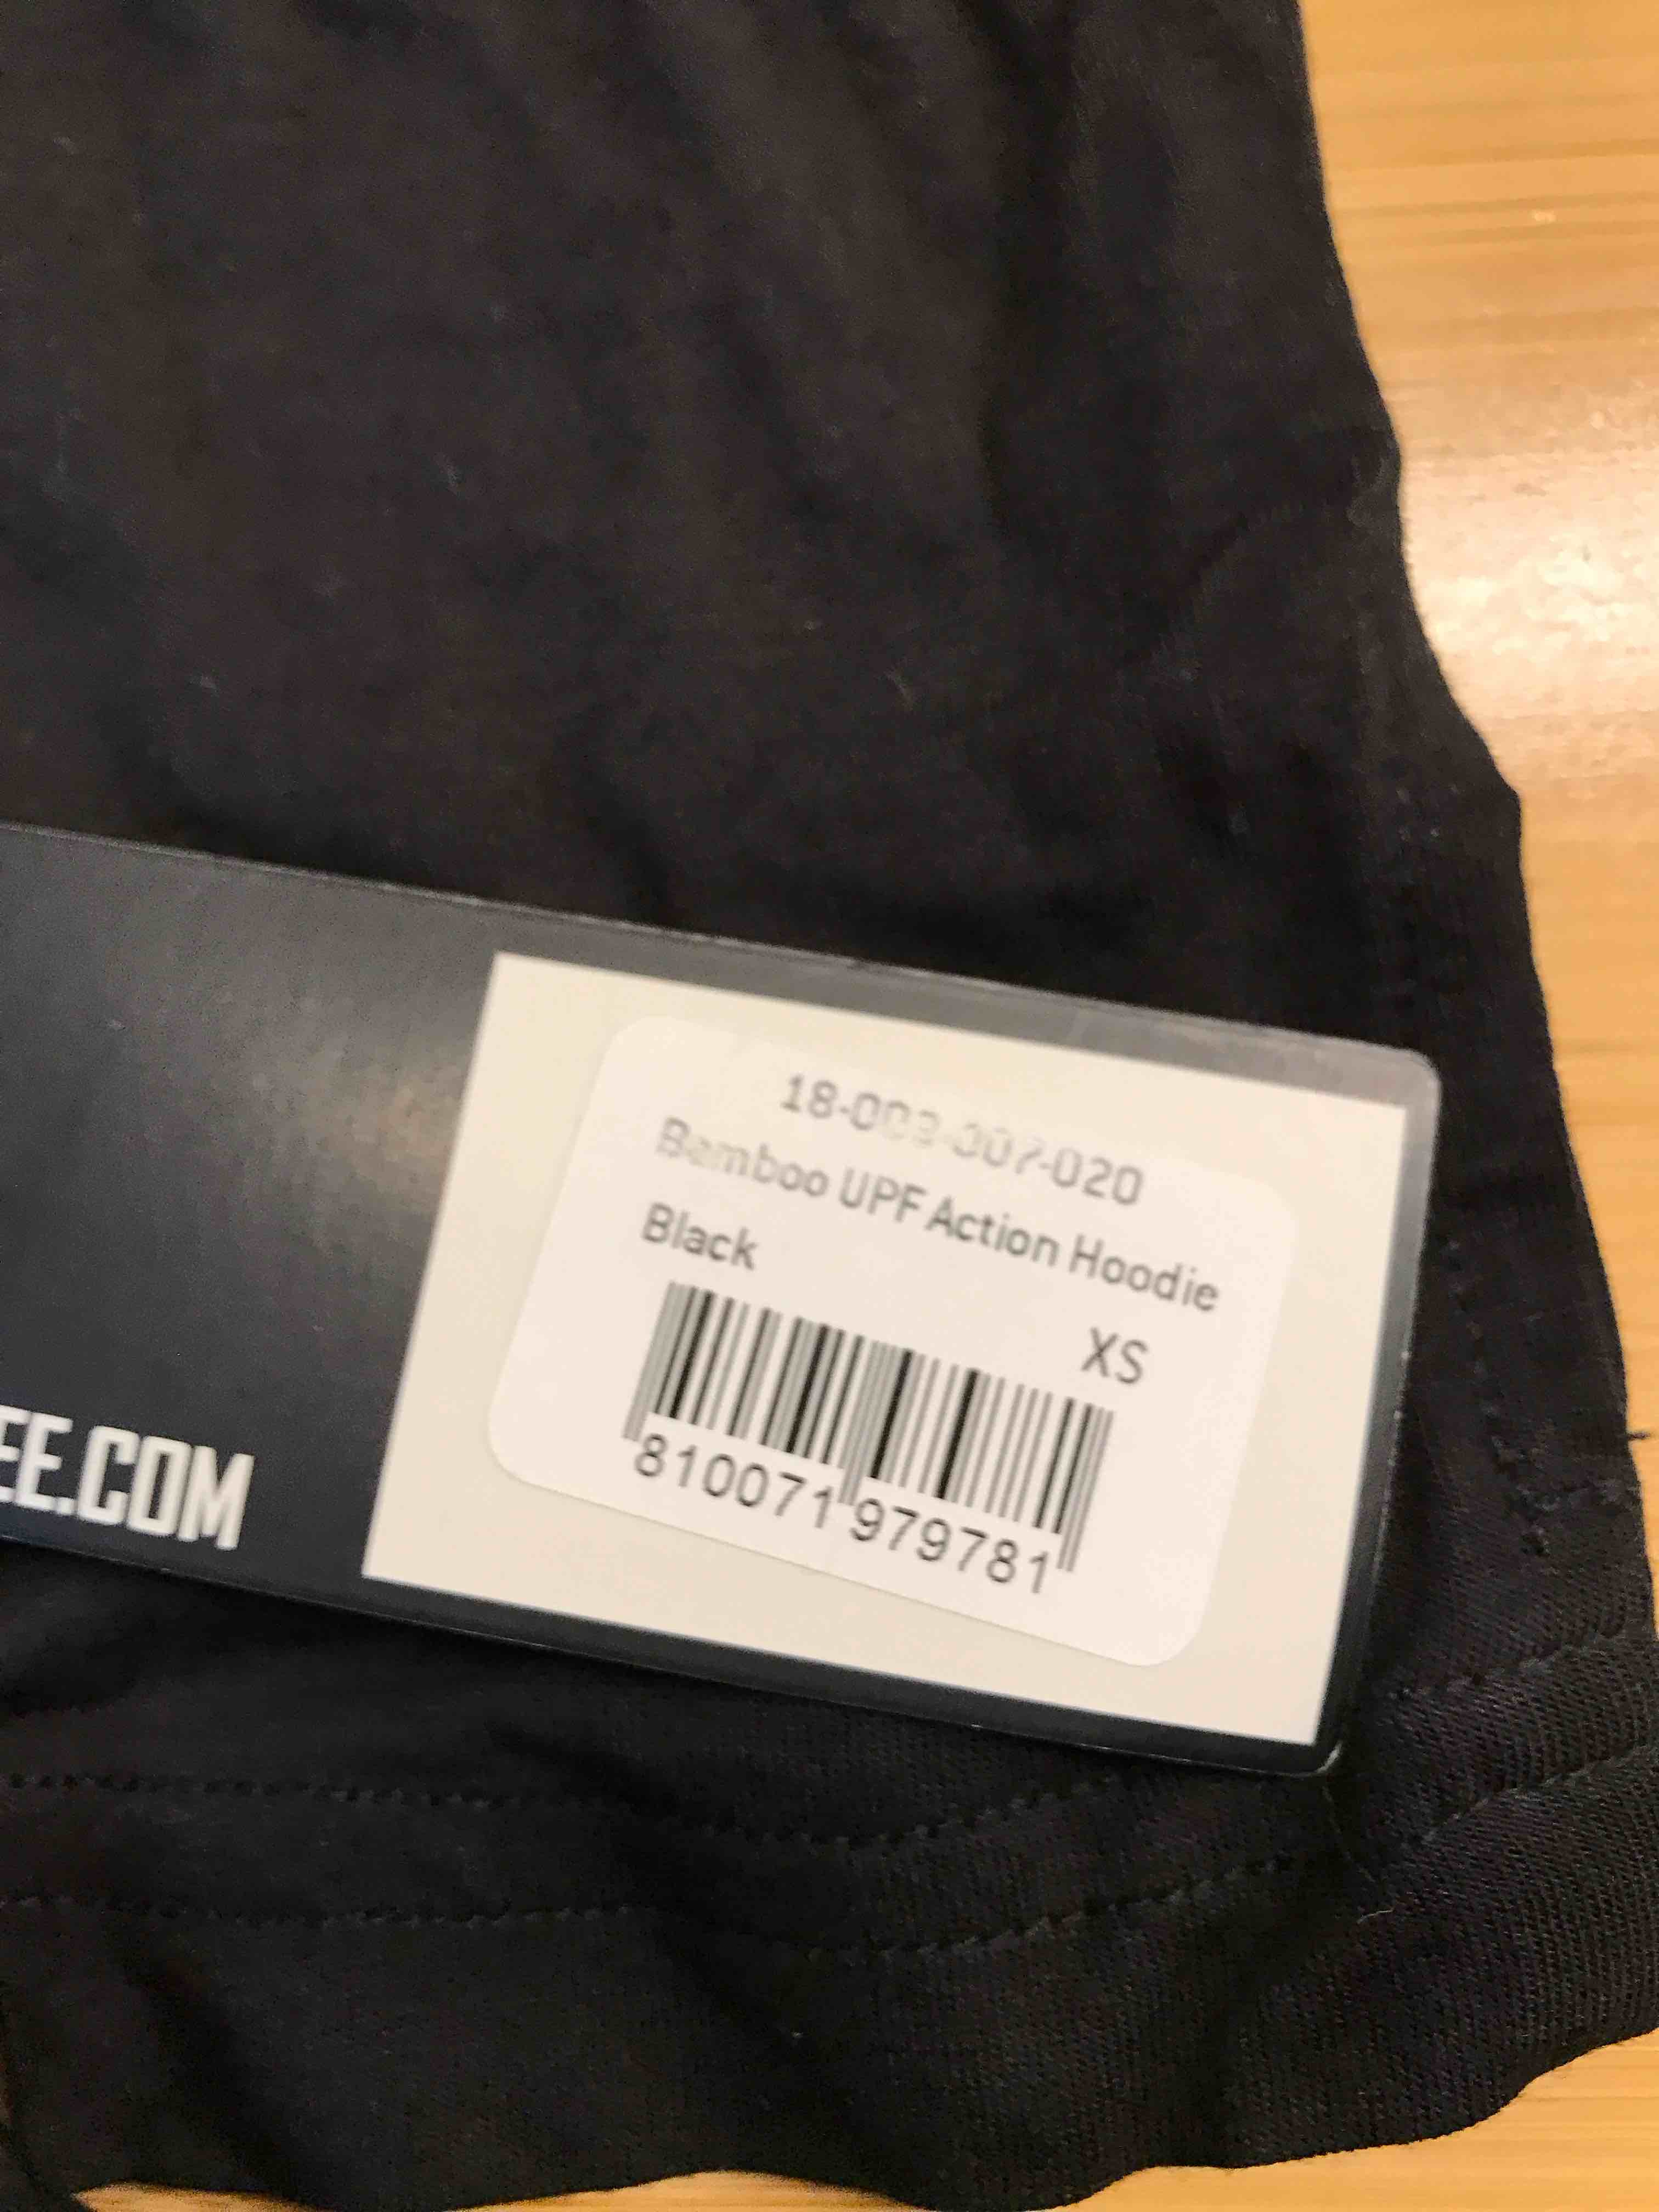 Bamboo UPF Action Hoodie
Black
XS
810071 979781
EE.COM